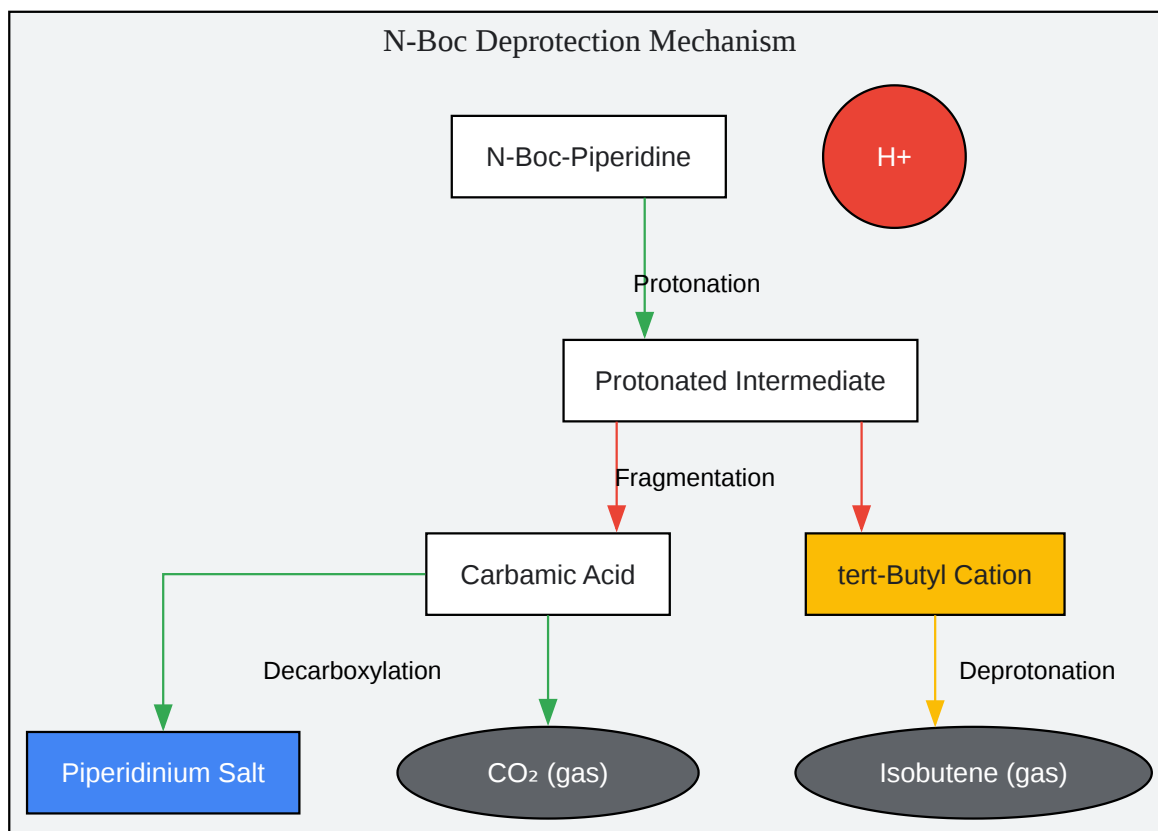 N-Boc Deprotection Mechanism
N-Boc-Piperidine
H+
Protonation
Protonated Intermediate
Fragmentation
Carbamic Acid
tert-Butyl Cation
Decarboxylation
Deprotonation
Piperidinium Salt
CO₂ (gas)
Isobutene (gas)